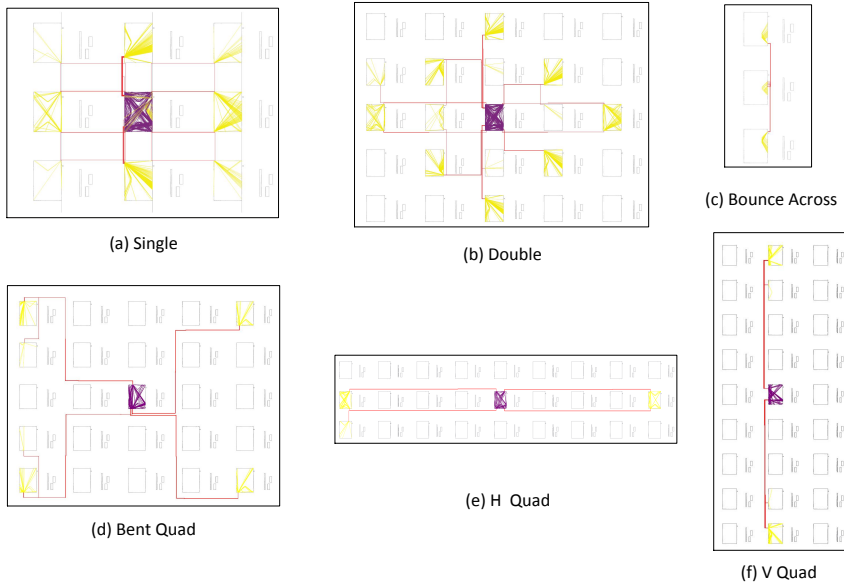 (a) Single
(b) Double
(c) Bounce Across
(d) Bent Quad
(e) H Quad
(f) V Quad